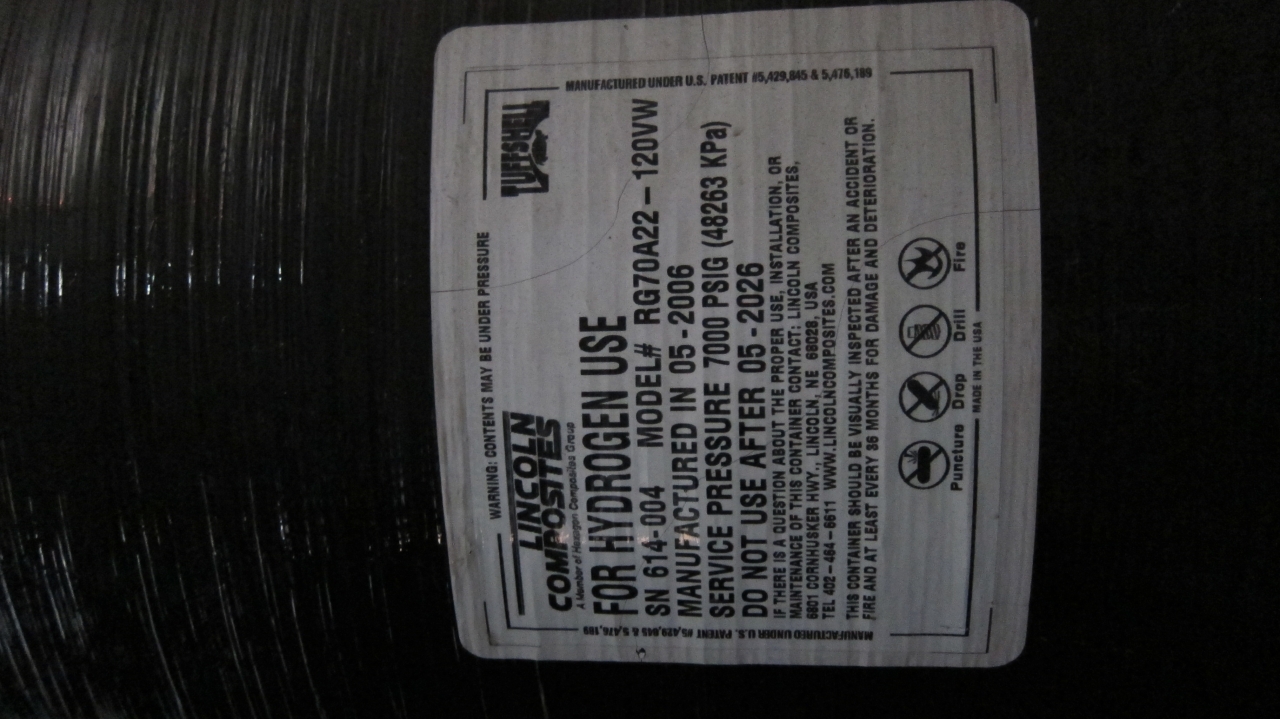 MANUFACTURED UNDER U.S. PATENT #5,429,845 & 5,476,189
WARNING: CONTENTS MAY BE UNDER PRESSURE
LINCOLN
COMPOSITES
A Member of Hexagon Composites Group
TUFFSHELL
FOR HYDROGEN USE
SN 614-004 MODEL# RG70A22-120VW
MANUFACTURED IN 05-2006
SERVICE PRESSURE 7000 PSIG (48263 KPa)
DO NOT USE AFTER 05-2026
IF THERE IS A QUESTION ABOUT THE PROPER USE, INSTALLATION, OR
MAINTENANCE OF THIS CONTAINER CONTACT: LINCOLN COMPOSITES,
6801 CORNHUSKER HWY., LINCOLN, NE 68028, USA
TEL 402-464-6611 WWW.LINCOLNCOMPOSITES.COM
THIS CONTAINER SHOULD BE VISUALLY INSPECTED AFTER AN ACCIDENT OR
FIRE AND AT LEAST EVERY 36 MONTHS FOR DAMAGE AND DETERIORATION.
Puncture Drop Drill Fire
MADE IN THE USA
MANUFACTURED UNDER U.S. PATENT #5,429,845 & 5,476,189